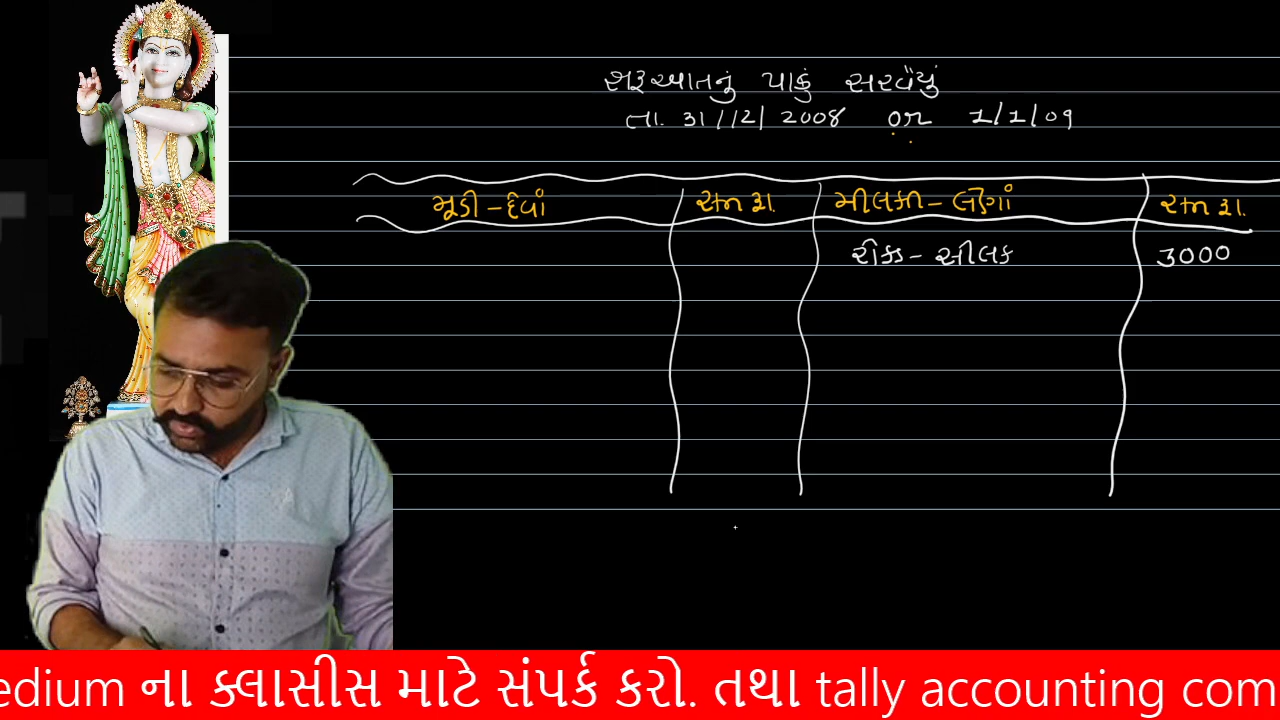 શરૂઆતનું પાકું સરવૈયું
તા. 31/12/2008 or 1/1/09
મૂડી - દેવાં રકમ રૂા. મીલકત - લેણાં રકમ રૂા.
રોકડ - સીલક 3000
edium ના ક્લાસીસ માટે સંપર્ક કરો. તથા tally accounting com